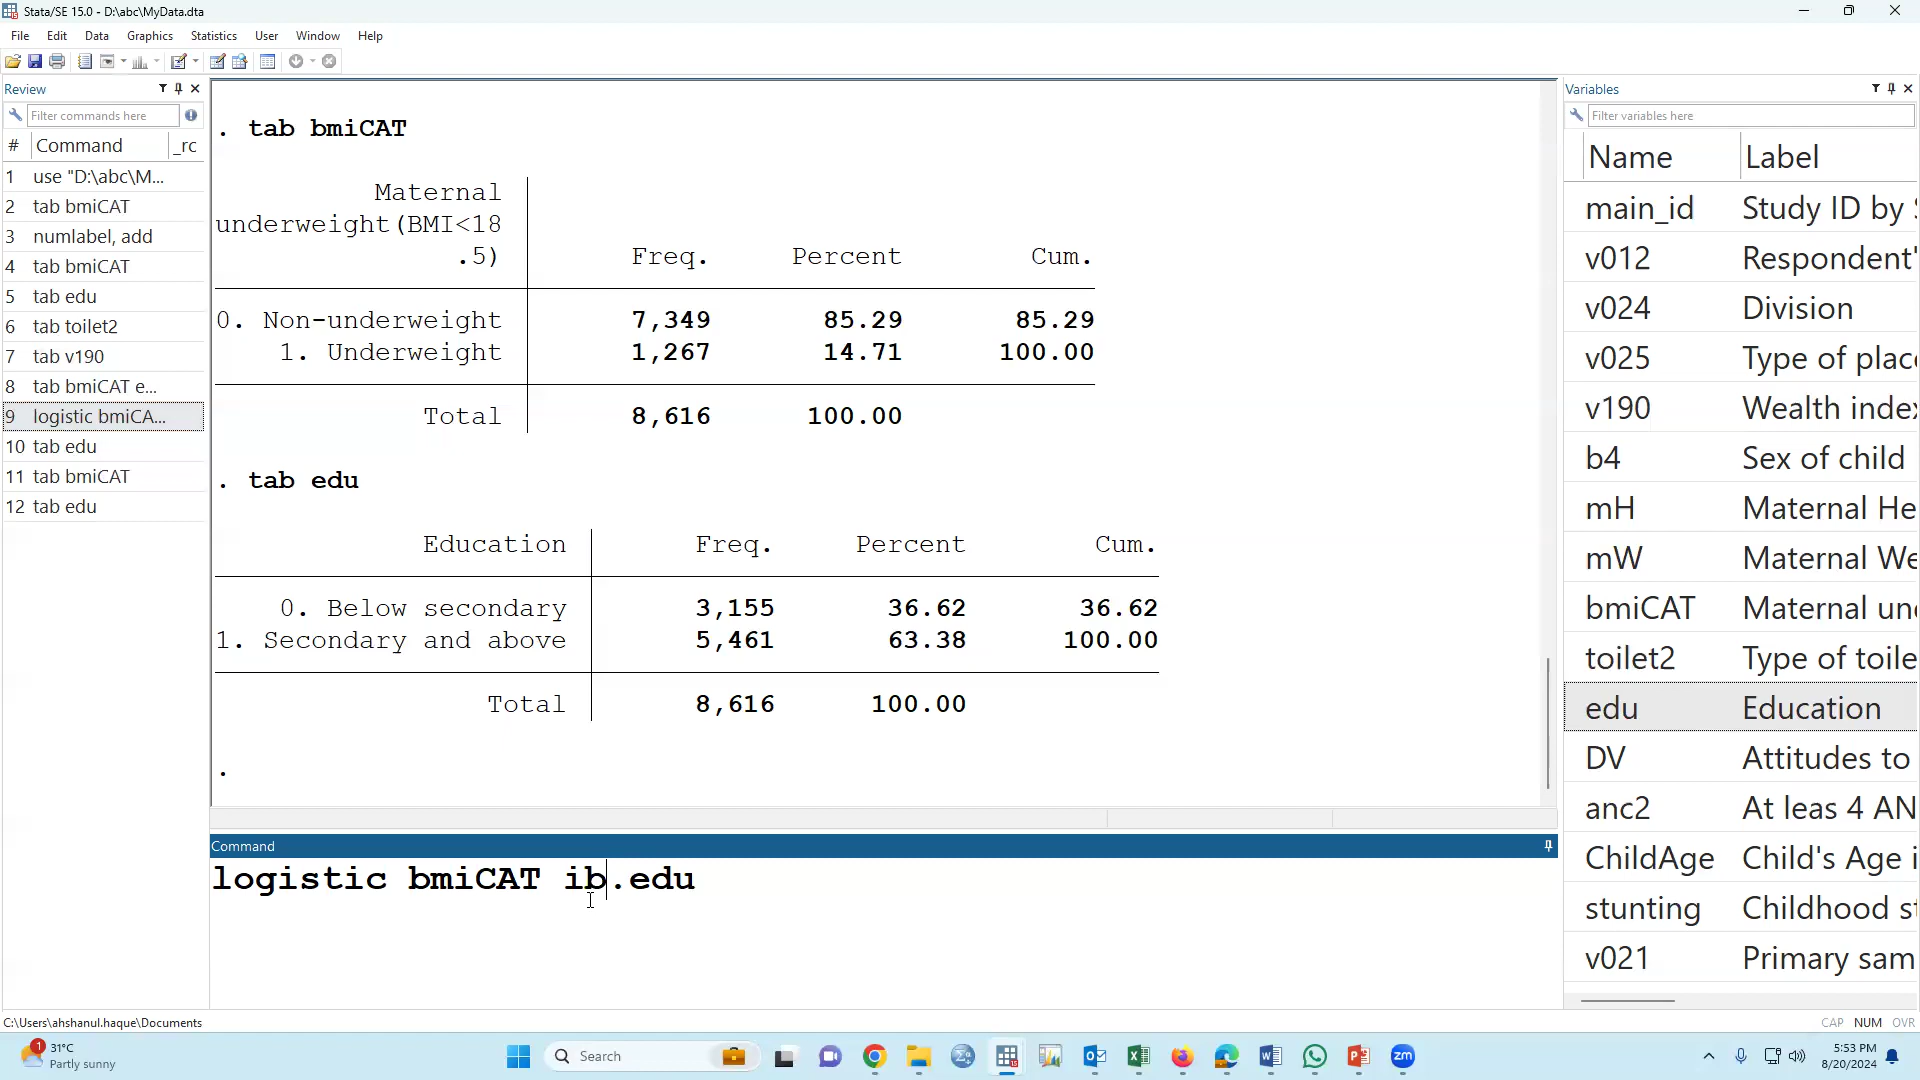 Stata/SE 15.0 - D:\abc\MyData.dta
File Edit Data Graphics Statistics User Window Help
Review
Filter commands here
# Command _rc
1 use "D:\abc\M...
2 tab bmiCAT
3 numlabel, add
4 tab bmiCAT
5 tab edu
6 tab toilet2
7 tab v190
8 tab bmiCAT e...
9 logistic bmiCA...
10 tab edu
11 tab bmiCAT
12 tab edu
. tab bmiCAT
Maternal
underweight(BMI<18
.5) Freq. Percent Cum.
0. Non-underweight 7,349 85.29 85.29
1. Underweight 1,267 14.71 100.00
Total 8,616 100.00
. tab edu
Education Freq. Percent Cum.
0. Below secondary 3,155 36.62 36.62
1. Secondary and above 5,461 63.38 100.00
Total 8,616 100.00
.
Command
logistic bmiCAT ib.edu
Variables
Filter variables here
Name Label
main_id Study ID by
v012 Respondent'
v024 Division
v025 Type of plac
v190 Wealth index
b4 Sex of child
mH Maternal He
mW Maternal We
bmiCAT Maternal un
toilet2 Type of toile
edu Education
DV Attitudes to
anc2 At leas 4 AN
ChildAge Child's Age i
stunting Childhood st
v021 Primary sam
C:\Users\ahshanul.haque\Documents
CAP NUM OVR
1
31°C
Partly sunny
Search
zm
5:53 PM
8/20/2024